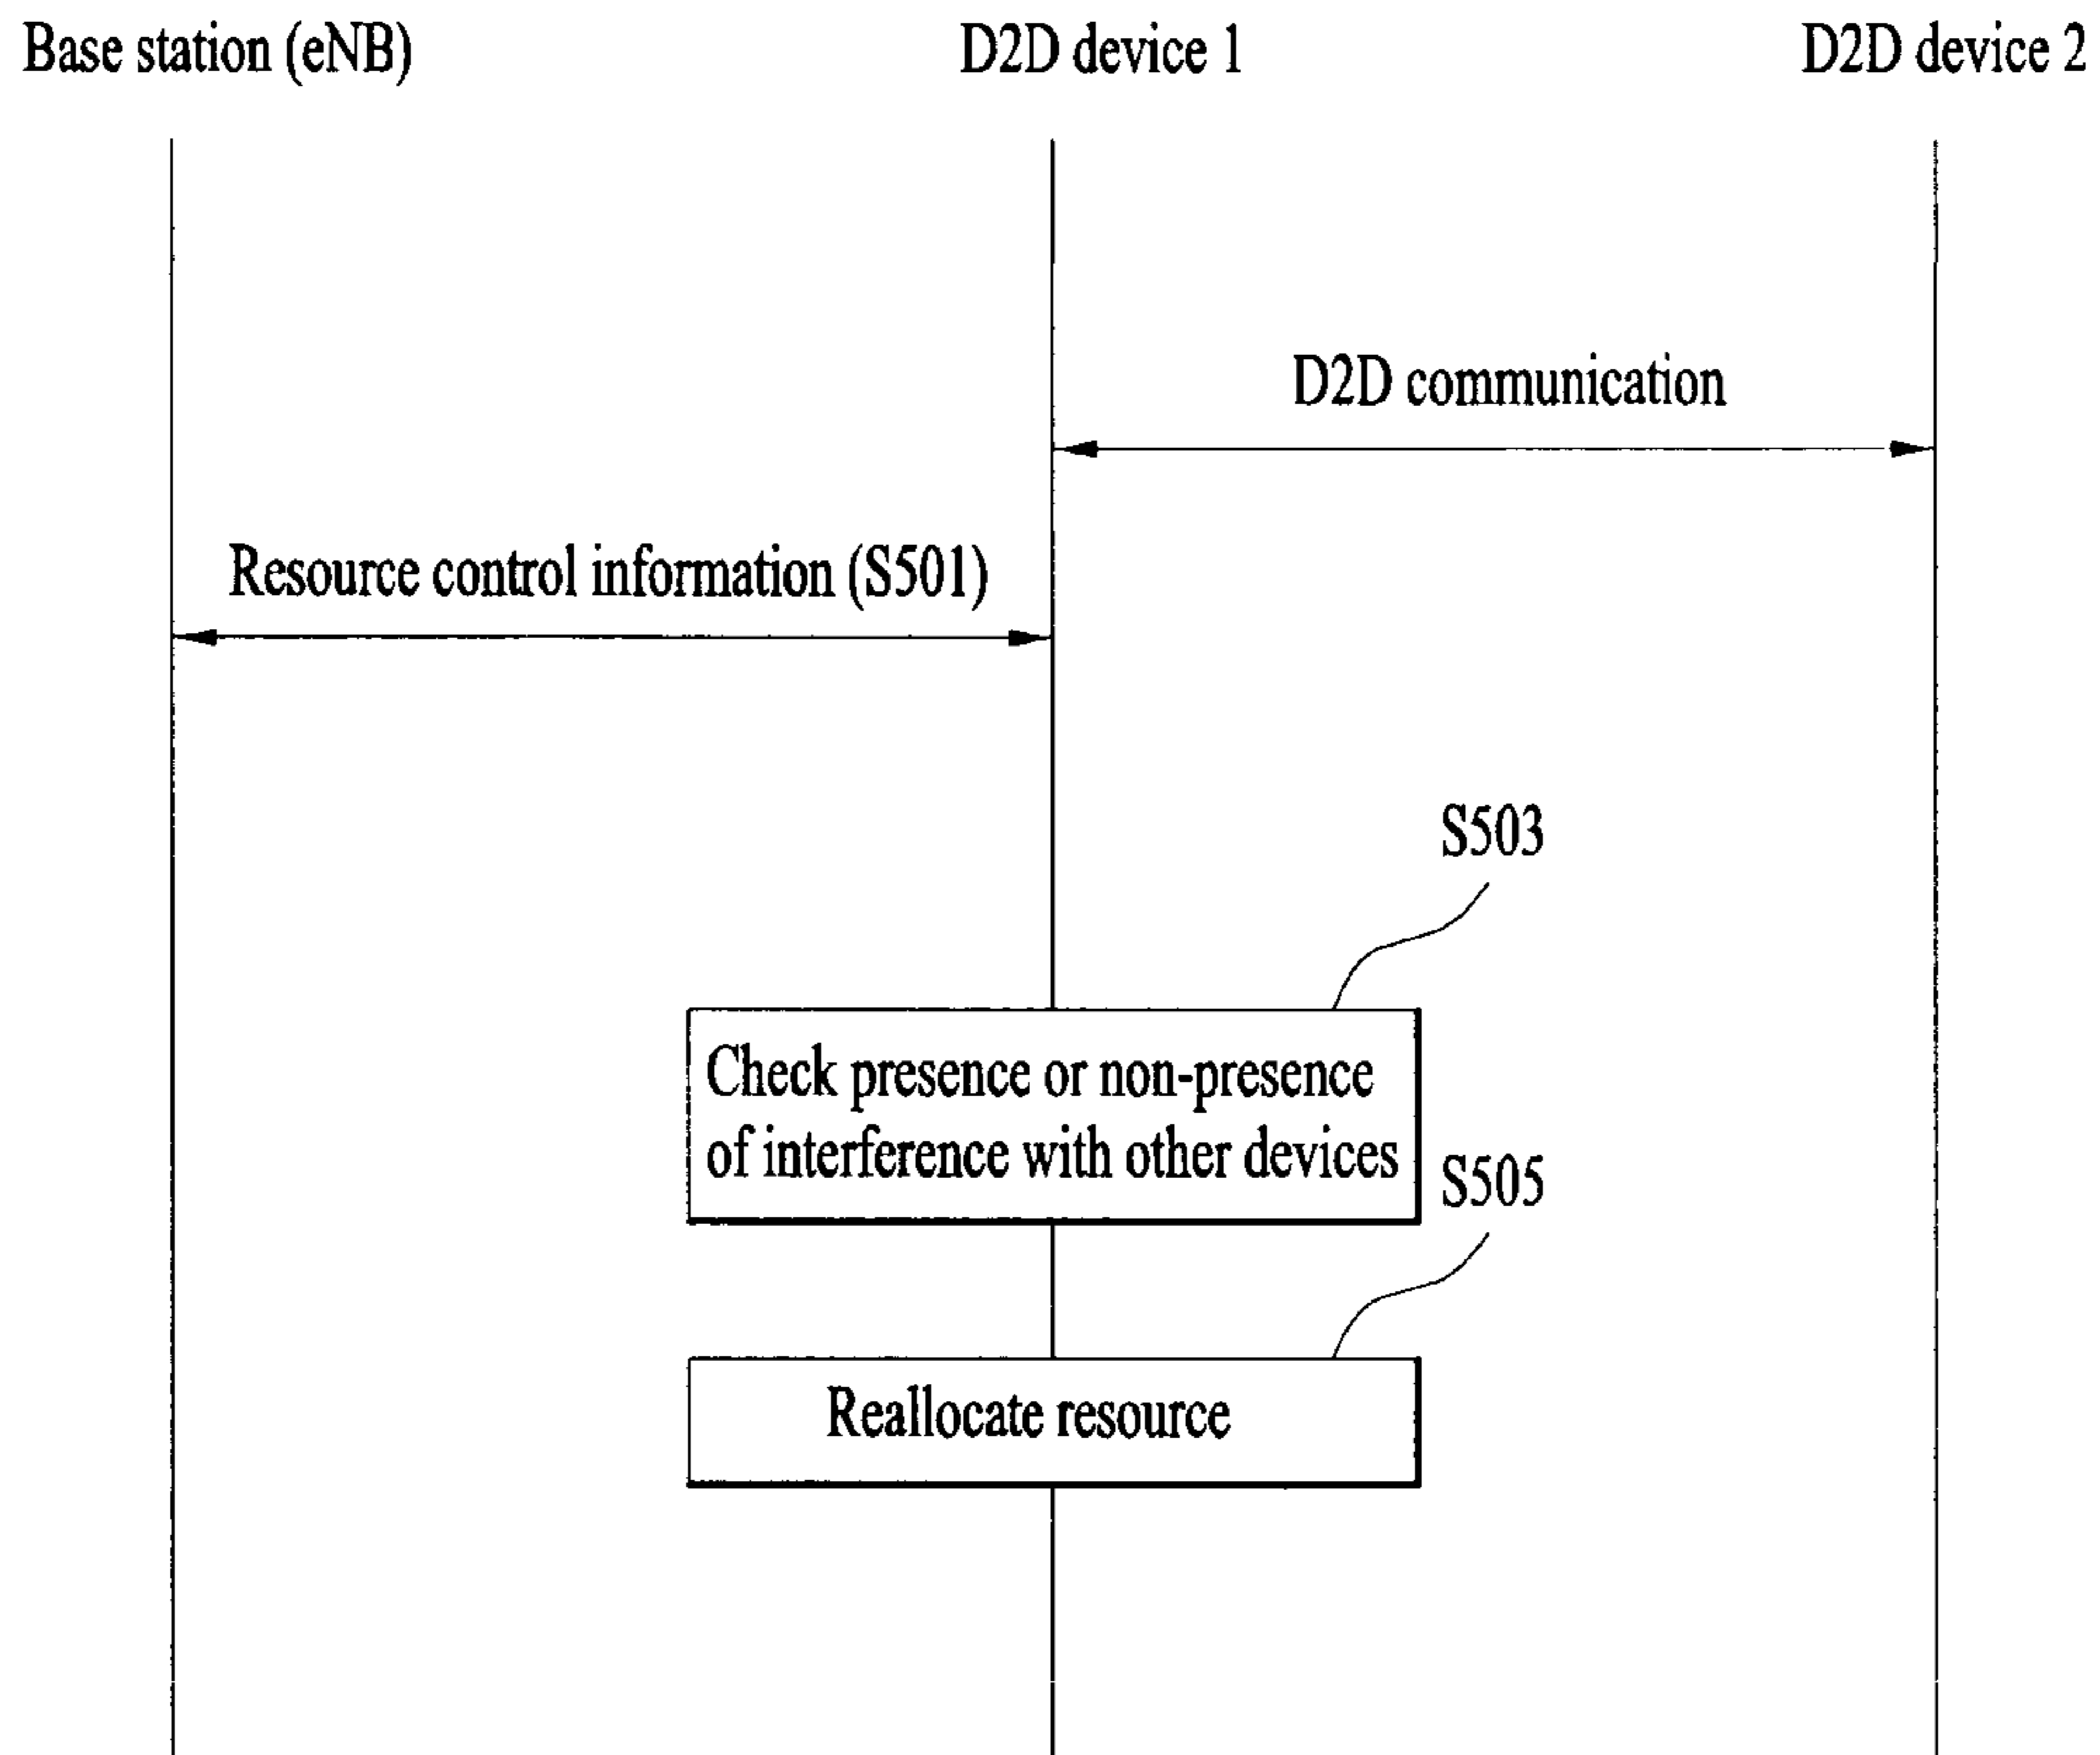 Base station (eNB)
D2D device 1
D2D device 2
D2D communication
Resource control information (S501)
S503
Check presence or non-presence
of interference with other devices
S505
Reallocate resource